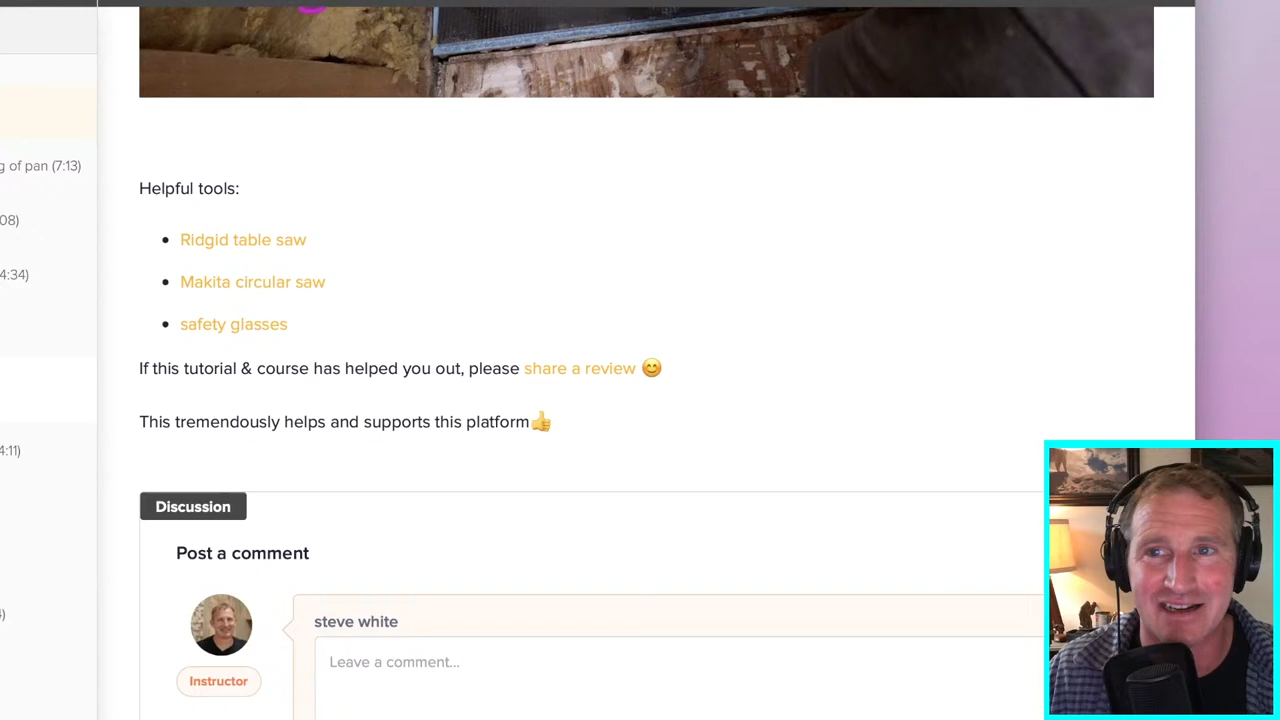 g of pan (7:13)
08)
4:34)
4:11)
4)
Helpful tools:
Ridgid table saw
Makita circular saw
safety glasses
If this tutorial & course has helped you out, please share a review 😊
This tremendously helps and supports this platform👍
Discussion
Post a comment
steve white
Leave a comment...
Instructor